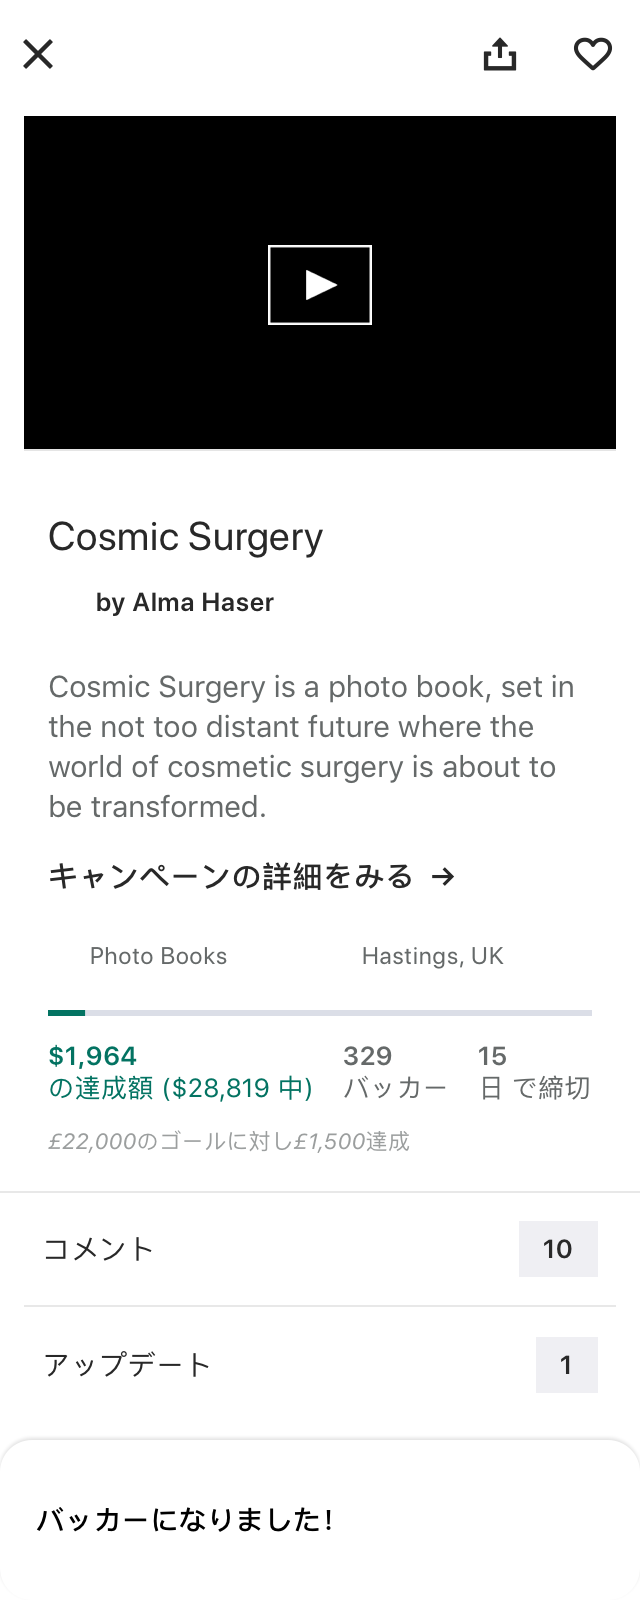 Cosmic Surgery
by Alma Haser
Cosmic Surgery is a photo book, set in
the not too distant future where the
world of cosmetic surgery is about to
be transformed.
キャンペーンの詳細をみる →
Photo Books
Hastings, UK
$1,964
の達成額 ($28,819 中)
329
バッカー
15
日 で締切
£22,000のゴールに対し£1,500達成
コメント
10
アップデート
1
バッカーになりました!